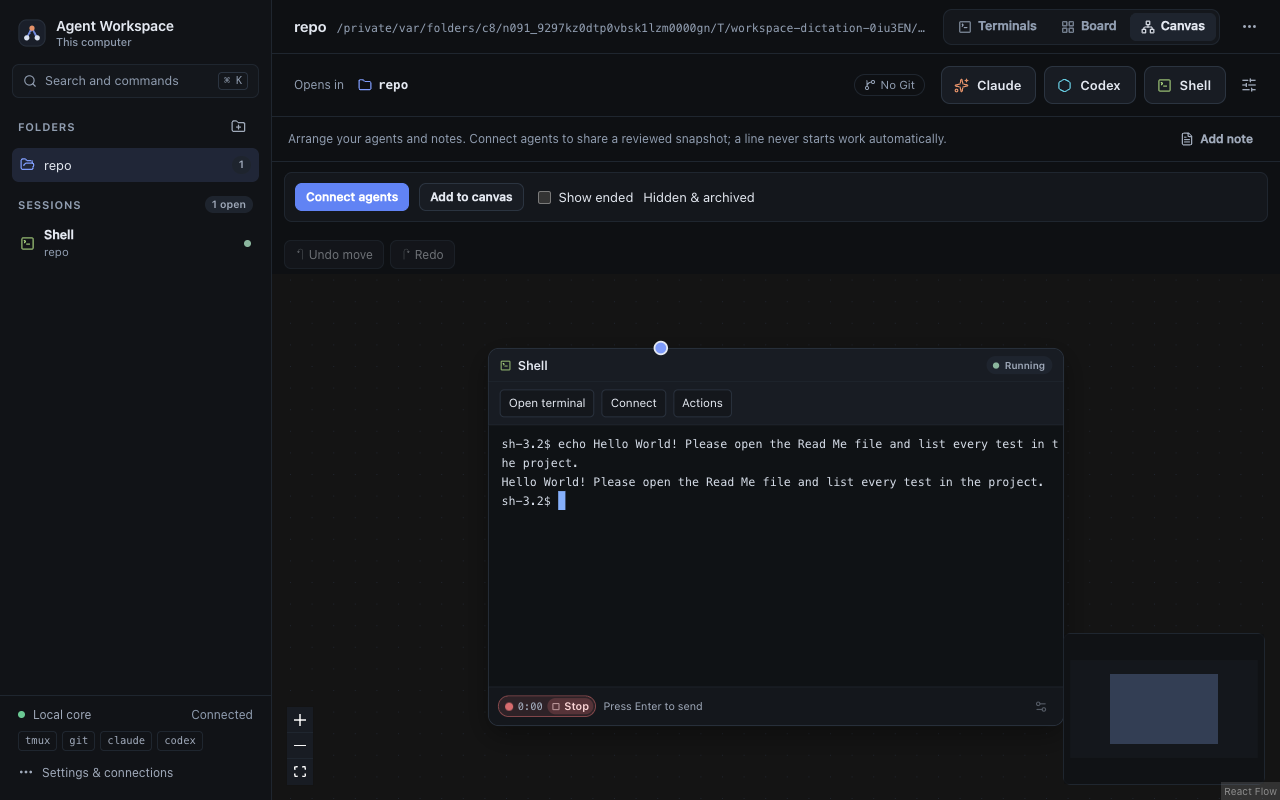 Agent Workspace
This computer
Search and commands ⌘ K
FOLDERS
repo 1
SESSIONS 1 open
Shell
repo
Local core Connected
tmux git claude codex
Settings & connections
repo /private/var/folders/c8/n091_9297kz0dtp0vbsk1lzm0000gn/T/workspace-dictation-0iu3EN/…
Terminals Board Canvas
Opens in repo No Git Claude Codex Shell
Arrange your agents and notes. Connect agents to share a reviewed snapshot; a line never starts work automatically. Add note
Connect agents Add to canvas Show ended Hidden & archived
Undo move Redo
Shell Running
Open terminal Connect Actions
sh-3.2$ echo Hello World! Please open the Read Me file and list every test in t
he project.
Hello World! Please open the Read Me file and list every test in the project.
sh-3.2$
0:00 Stop Press Enter to send
React Flow